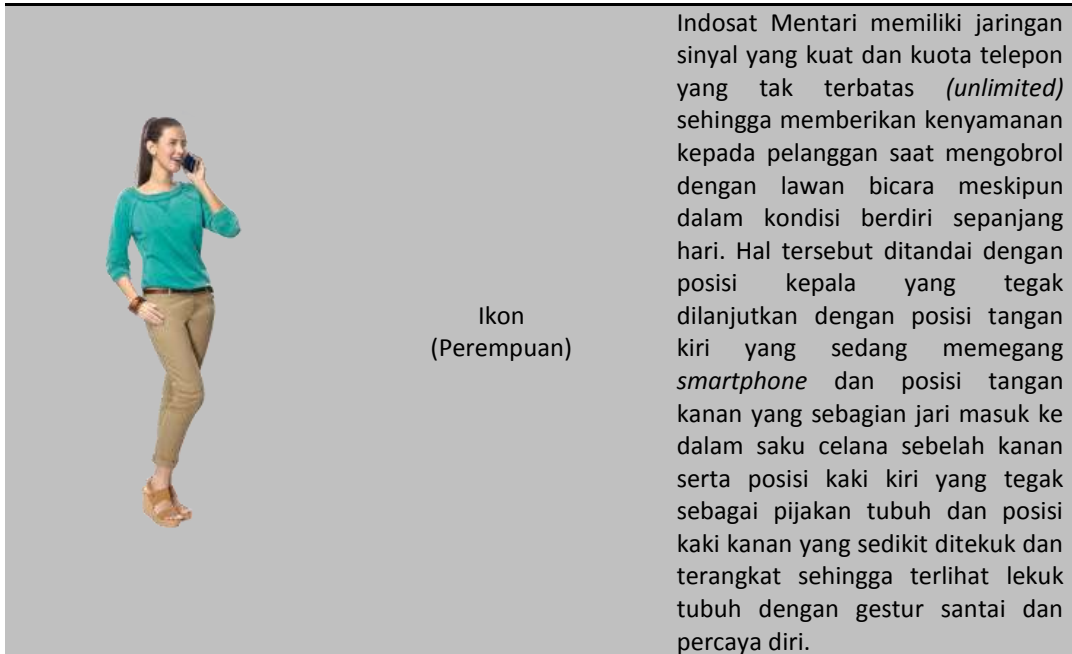 Ikon
(Perempuan)
Indosat Mentari memiliki jaringan
sinyal yang kuat dan kuota telepon
yang tak terbatas (unlimited)
sehingga memberikan kenyamanan
kepada pelanggan saat mengobrol
dengan lawan bicara meskipun
dalam kondisi berdiri sepanjang
hari. Hal tersebut ditandai dengan
posisi kepala yang tegak
dilanjutkan dengan posisi tangan
kiri yang sedang memegang
smartphone dan posisi tangan
kanan yang sebagian jari masuk ke
dalam saku celana sebelah kanan
serta posisi kaki kiri yang tegak
sebagai pijakan tubuh dan posisi
kaki kanan yang sedikit ditekuk dan
terangkat sehingga terlihat lekuk
tubuh dengan gestur santai dan
percaya diri.